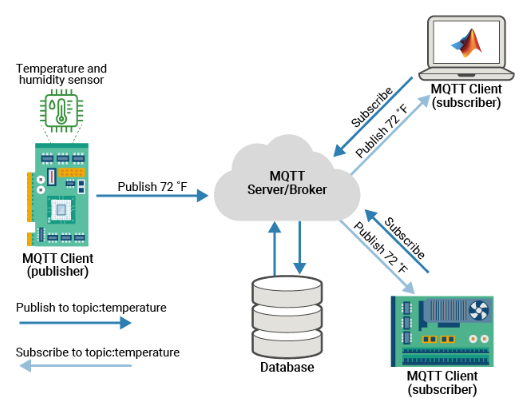 Temperature and
humidity sensor
MQTT Client
(publisher)
Publish 72 ˚F
MQTT
Server/Broker
Subscribe
Publish 72 ˚F
MQTT Client
(subscriber)
Subscribe
Publish 72 ˚F
MQTT Client
(subscriber)
Database
Publish to topic:temperature
Subscribe to topic:temperature